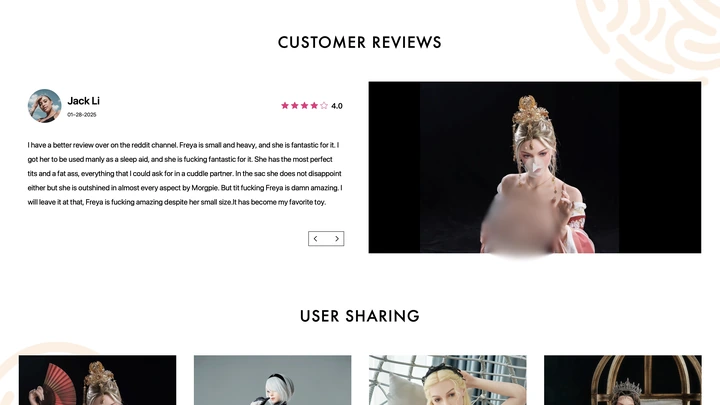 CUSTOMER REVIEWS
Jack Li
01-28-2025
4.0
I have a better review over on the reddit channel. Freya is small and heavy, and she is fantastic for it. I
got her to be used manly as a sleep aid, and she is fucking fantastic for it. She has the most perfect
tits and a fat ass, everything that I could ask for in a cuddle partner. In the sac she does not disappoint
either but she is outshined in almost every aspect by Morgpie. But tit fucking Freya is damn amazing. I
will leave it at that, Freya is fucking amazing despite her small size.It has become my favorite toy.
USER SHARING